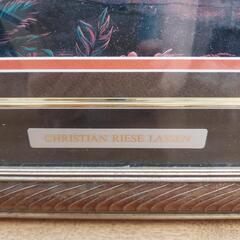 CHRISTIAN RIESE LASSEN